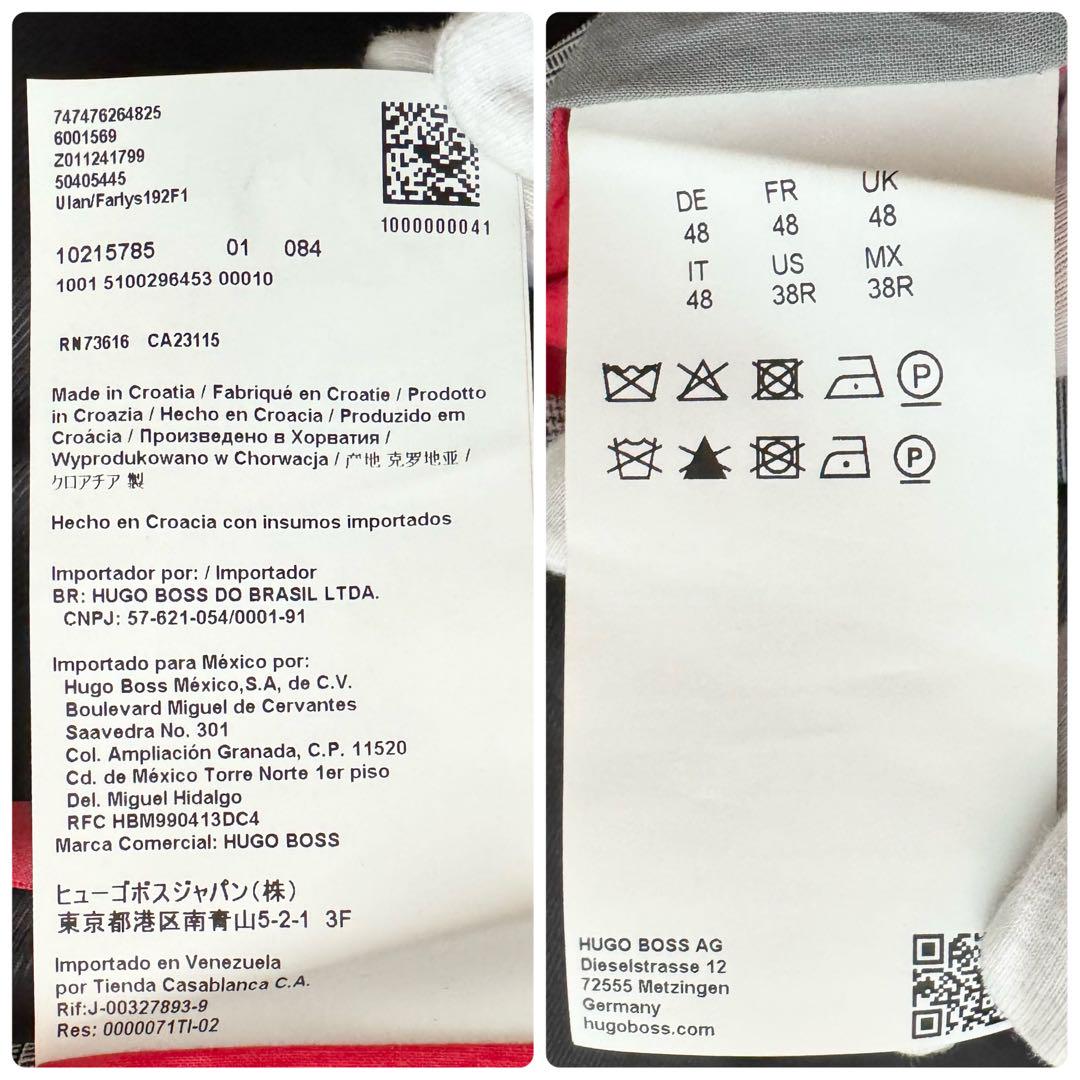 747476264825
6001569
Z011241799
50405445
Ulan/Farlys192F1
1000000041
10215785 01 084
1001 5100296453 00010
RN73616 CA23115
Made in Croatia / Fabriqué en Croatie / Prodotto
in Croazia / Hecho en Croacia / Produzido em
Croácia / Произведено в Хорватия /
Wyprodukowano w Chorwacja / 产地 克罗地亚 /
クロアチア 製
Hecho en Croacia con insumos importados
Importador por: / Importador
BR: HUGO BOSS DO BRASIL LTDA.
CNPJ: 57-621-054/0001-91
Importado para México por:
Hugo Boss México,S.A, de C.V.
Boulevard Miguel de Cervantes
Saavedra No. 301
Col. Ampliación Granada, C.P. 11520
Cd. de México Torre Norte 1er piso
Del. Miguel Hidalgo
RFC HBM990413DC4
Marca Comercial: HUGO BOSS
ヒューゴボスジャパン(株)
東京都港区南青山5-2-1 3F
Importado en Venezuela
por Tienda Casablanca C.A.
Rif:J-00327893-9
Res: 0000071TI-02
DE FR UK
48 48 48
IT US MX
48 38R 38R
P
P
HUGO BOSS AG
Dieselstrasse 12
72555 Metzingen
Germany
hugoboss.com